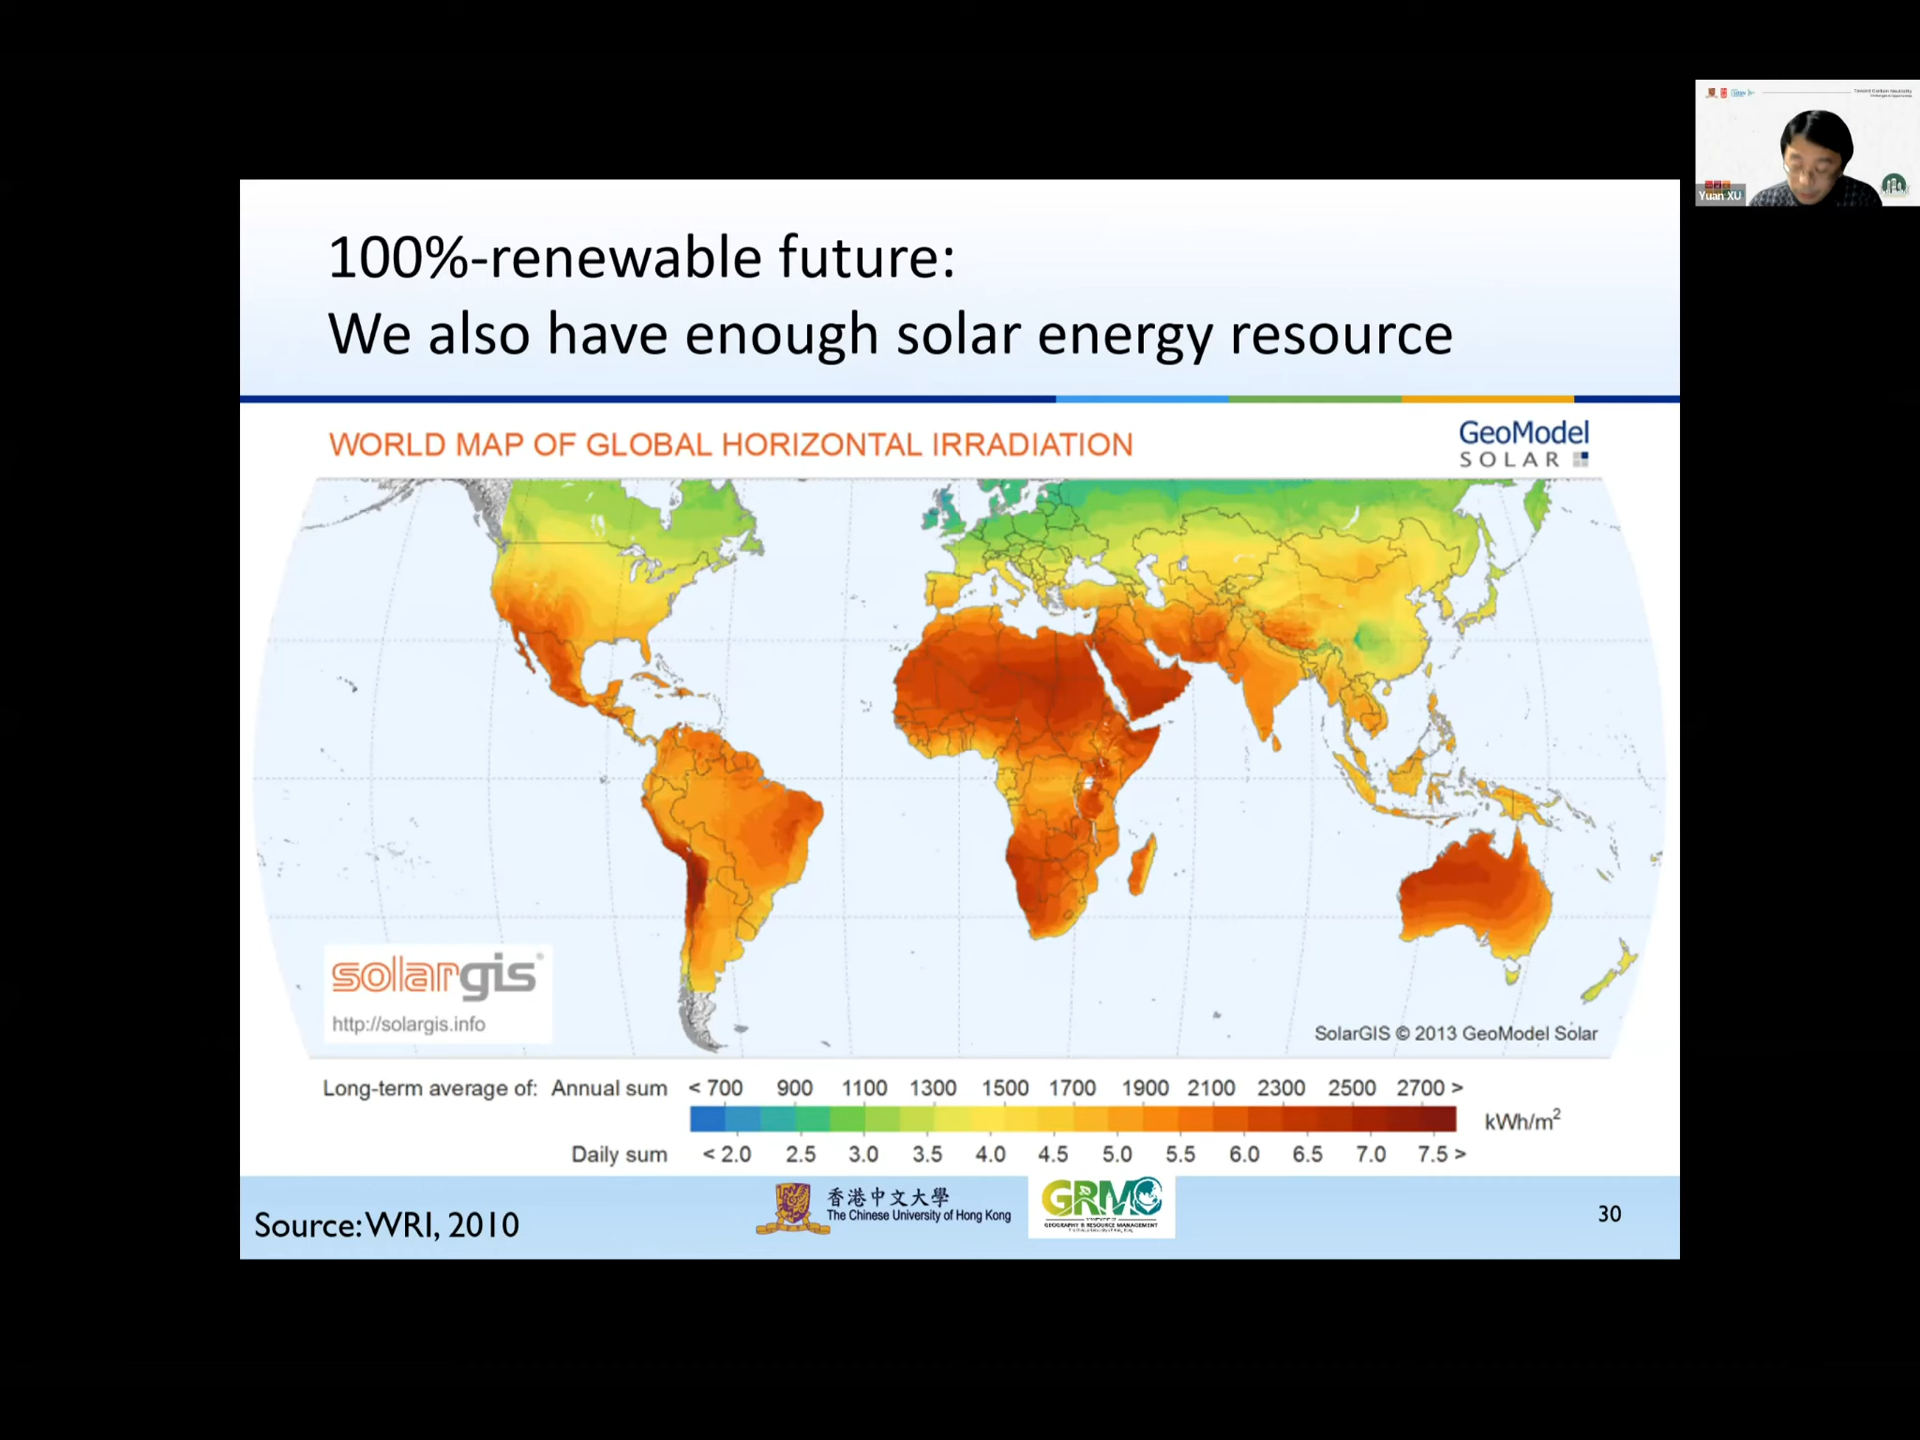 Toward Carbon Neutrality
Yuan XU
100%-renewable future:
We also have enough solar energy resource
WORLD MAP OF GLOBAL HORIZONTAL IRRADIATION
GeoModel
SOLAR
solargis®
http://solargis.info
SolarGIS © 2013 GeoModel Solar
Long-term average of: Annual sum < 700 900 1100 1300 1500 1700 1900 2100 2300 2500 2700 >
kWh/m²
Daily sum < 2.0 2.5 3.0 3.5 4.0 4.5 5.0 5.5 6.0 6.5 7.0 7.5 >
Source: WRI, 2010
香港中文大學
The Chinese University of Hong Kong
GRMD
GEOGRAPHY & RESOURCE MANAGEMENT
30